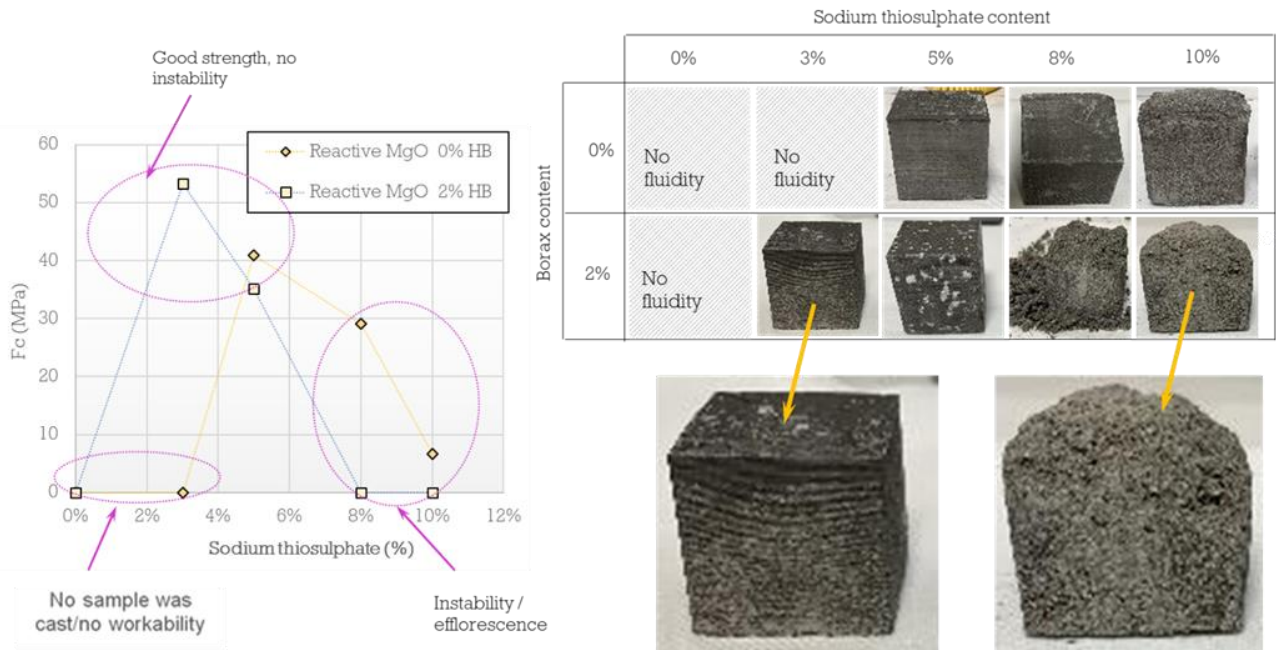 Good strength, no
instability
60
50
40
30
20
10
0
Fc (MPa)
Reactive MgO 0% HB
Reactive MgO 2% HB
0% 2% 4% 6% 8% 10% 12%
Sodium thiosulphate (%)
No sample was
cast/no workability
Instability /
efflorescence
Sodium thiosulphate content
0% 3% 5% 8% 10%
Borax content
0%
No
fluidity
No
fluidity
2%
No
fluidity